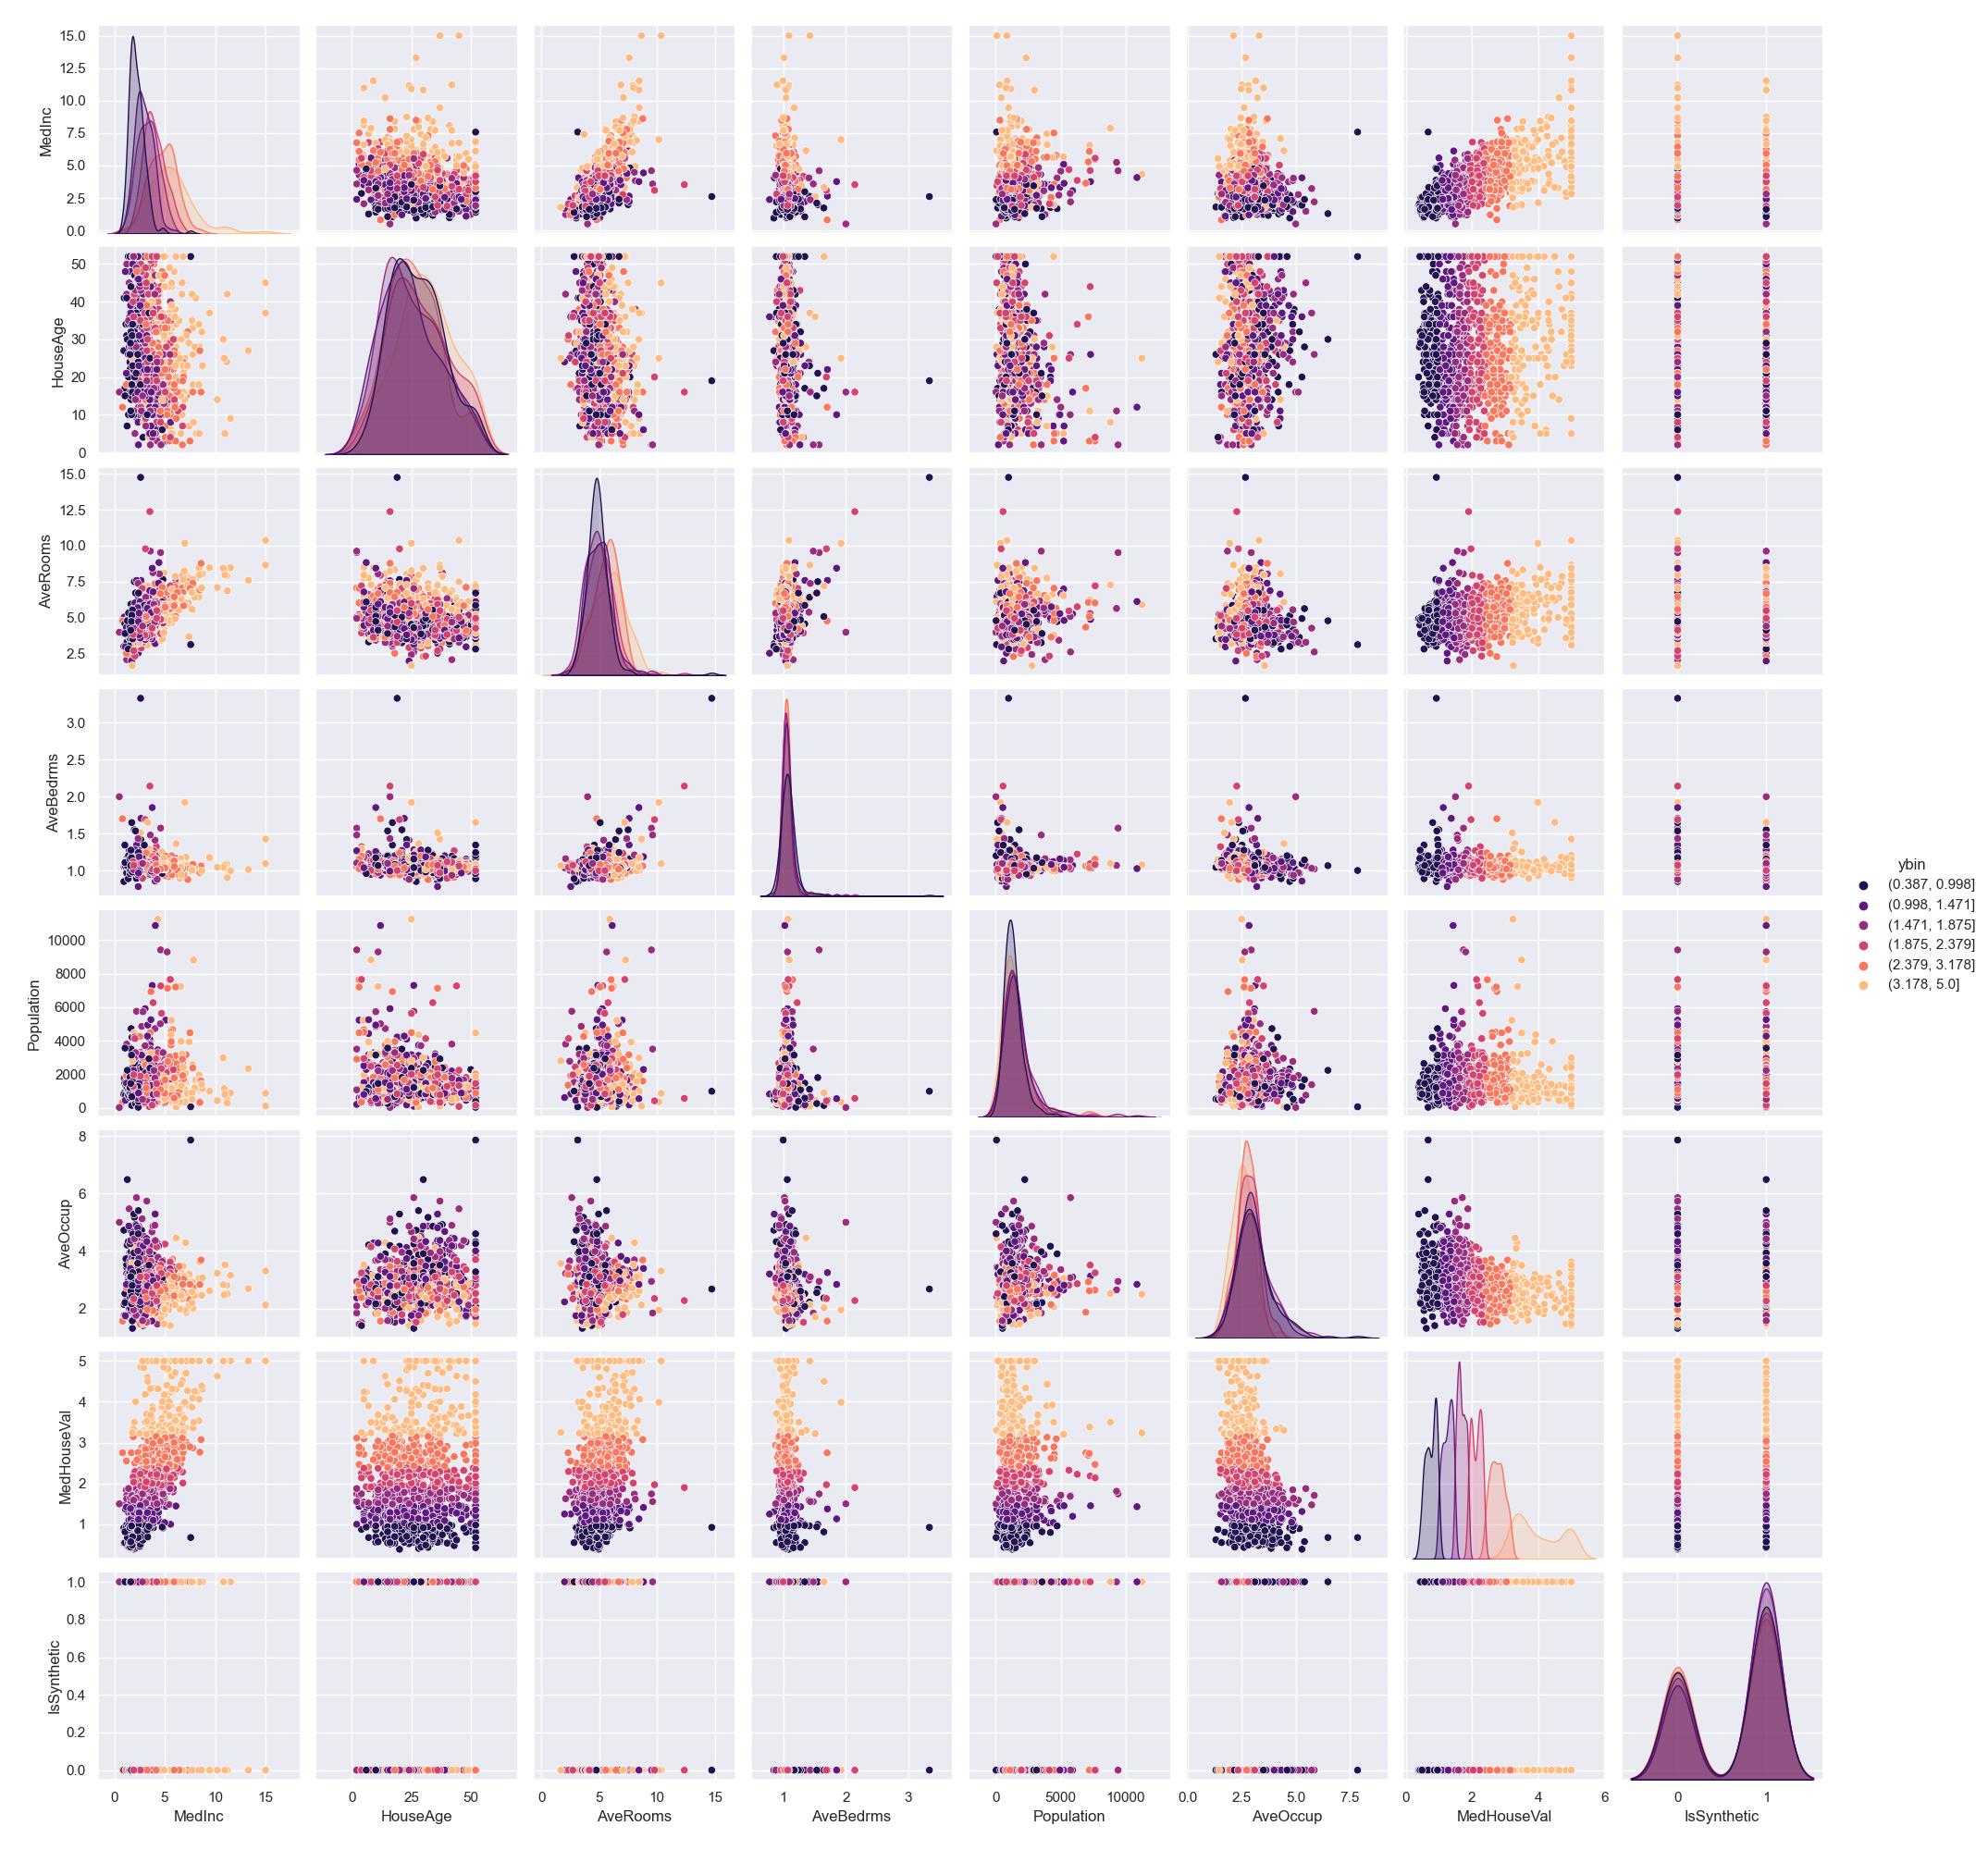 15.0
12.5
10.0
7.5
5.0
2.5
0.0
MedInc
50
40
30
20
10
0
HouseAge
15.0
12.5
10.0
7.5
5.0
2.5
AveRooms
3.0
2.5
2.0
1.5
1.0
AveBedrms
ybin
(0.387, 0.998]
(0.998, 1.471]
(1.471, 1.875]
(1.875, 2.379]
(2.379, 3.178]
(3.178, 5.0]
10000
8000
6000
4000
2000
0
Population
8
6
4
2
AveOccup
5
4
3
2
1
MedHouseVal
1.0
0.8
0.6
0.4
0.2
0.0
IsSynthetic
0 5 10 15
MedInc
0 25 50
HouseAge
0 5 10 15
AveRooms
1 2 3
AveBedrms
0 5000 10000
Population
0.0 2.5 5.0 7.5
AveOccup
0 2 4 6
MedHouseVal
0 1
IsSynthetic